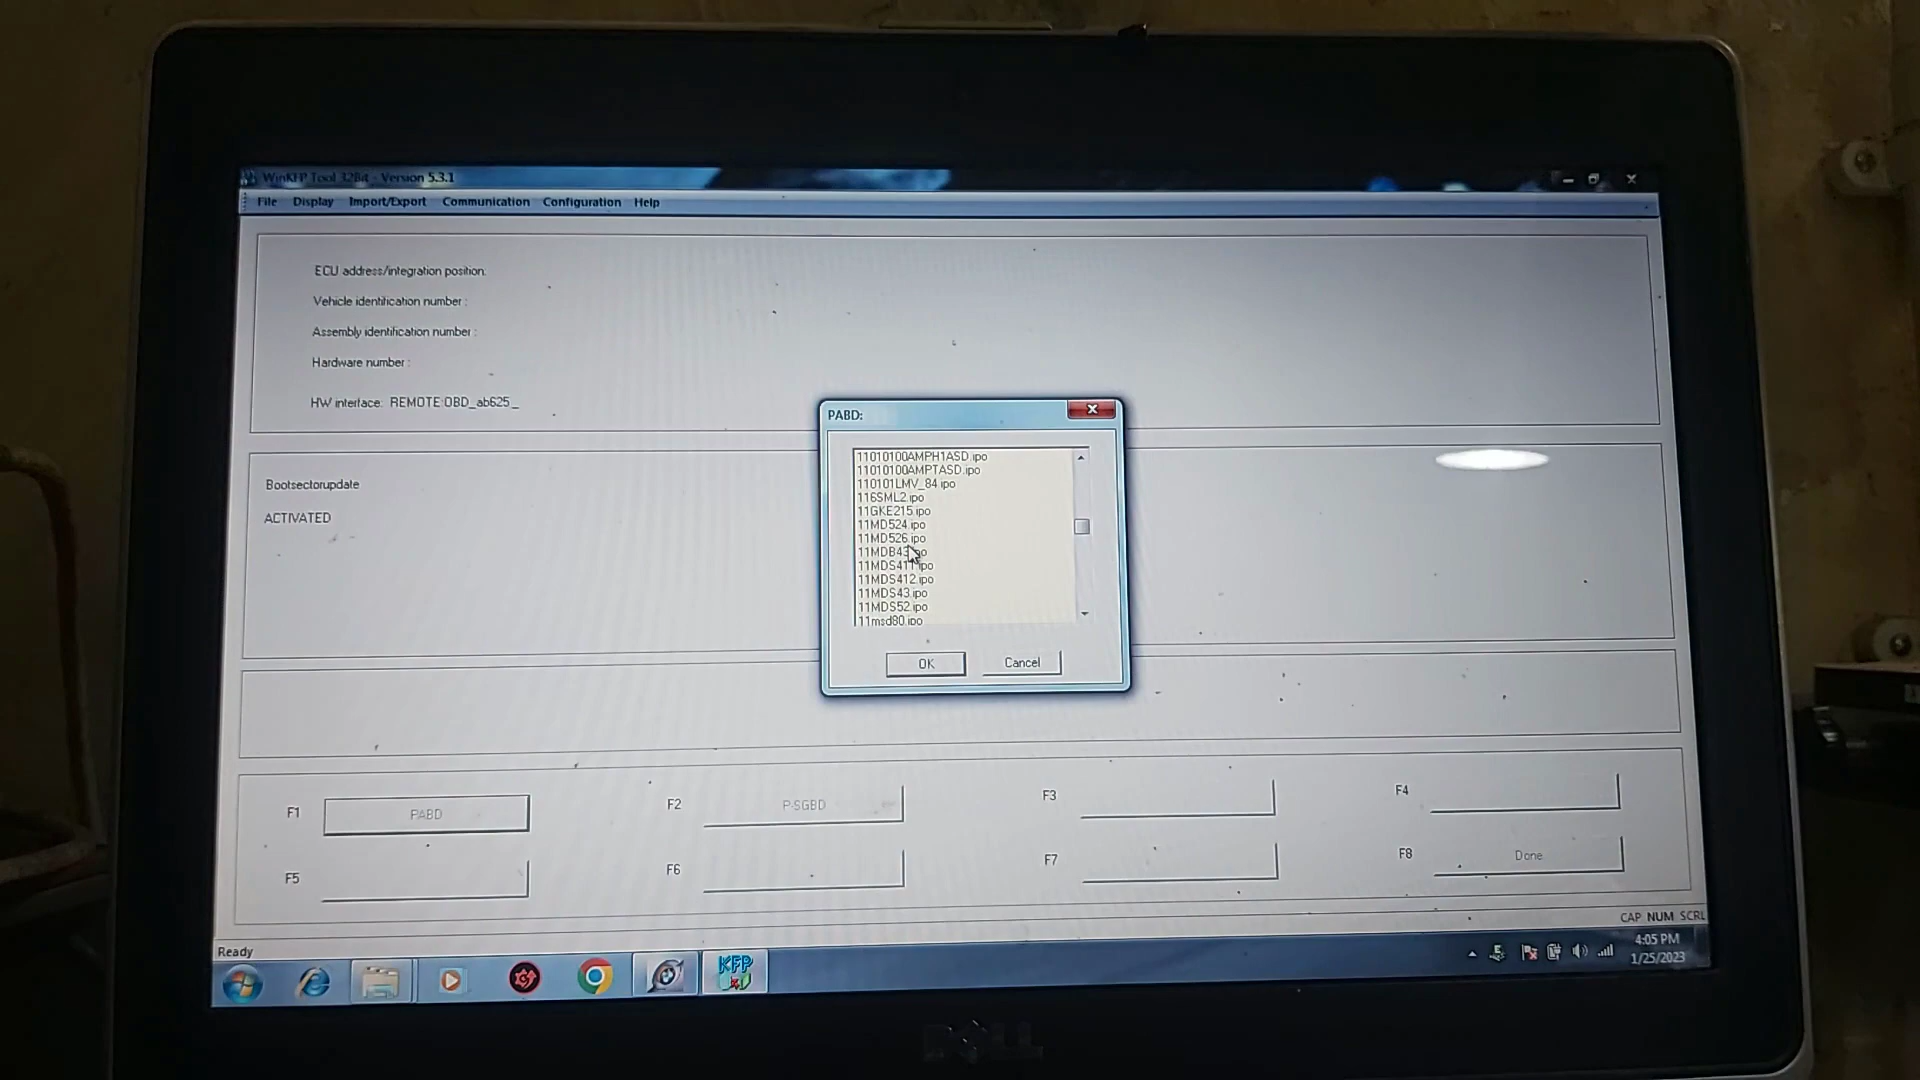 WinKFP Tool 32Bit - Version 5.3.1
File Display Import/Export Communication Configuration Help
ECU address/integration position:
Vehicle identification number :
Assembly identification number :
Hardware number :
HW interface: REMOTE:OBD_ab625_
PABD:
11010100AMPH1ASD.ipo
11010100AMPTASD.ipo
110101LMV_84.ipo
116SML2.ipo
11GKE215.ipo
11MD524.ipo
11MD526.ipo
11MDS411.ipo
11MDS412.ipo
11MDS43.ipo
11MDS52.ipo
11msd80.ipo
OK Cancel
Bootsectorupdate
ACTIVATED
F1 PABD F2 P-SGBD F3 F4
F5 F6 F7 F8 Done
CAP NUM SCRL
Ready
KFP
4:05 PM
1/25/2023
DELL